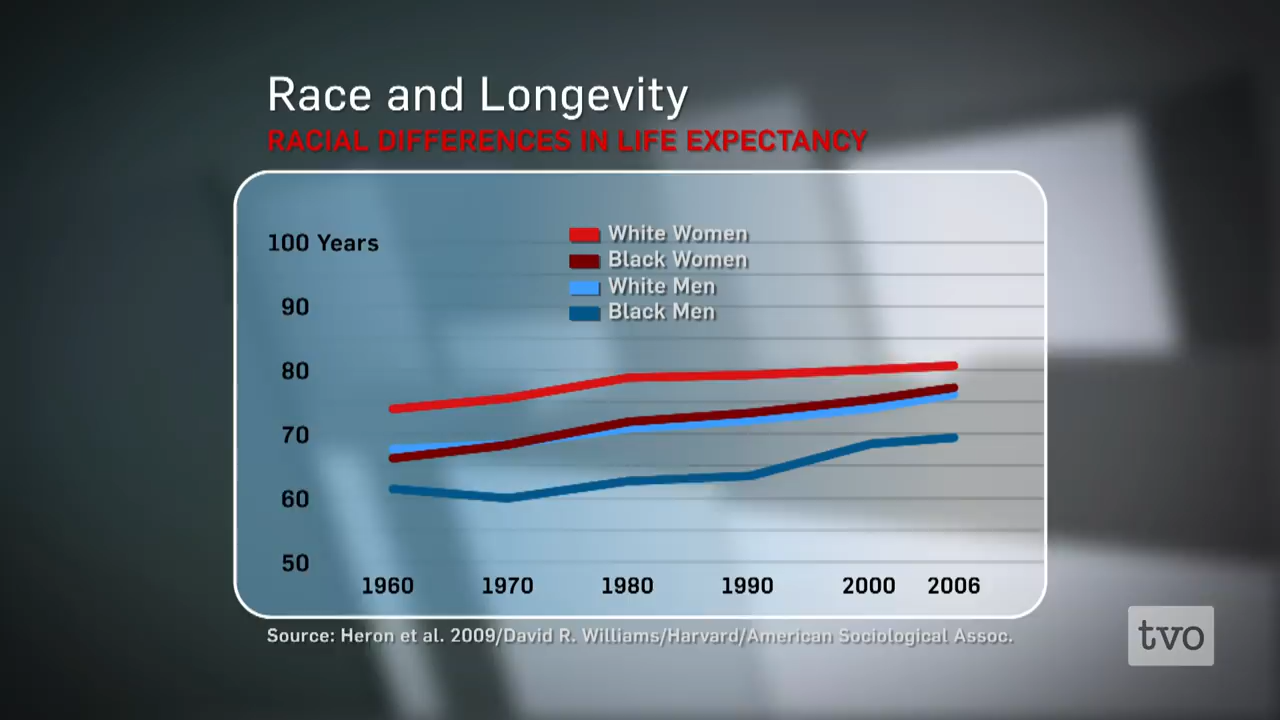 Race and Longevity
RACIAL DIFFERENCES IN LIFE EXPECTANCY
100 Years
White Women
Black Women
White Men
Black Men
90
80
70
60
50
1960 1970 1980 1990 2000 2006
Source: Heron et al. 2009/David R. Williams/Harvard/American Sociological Assoc.
tvo